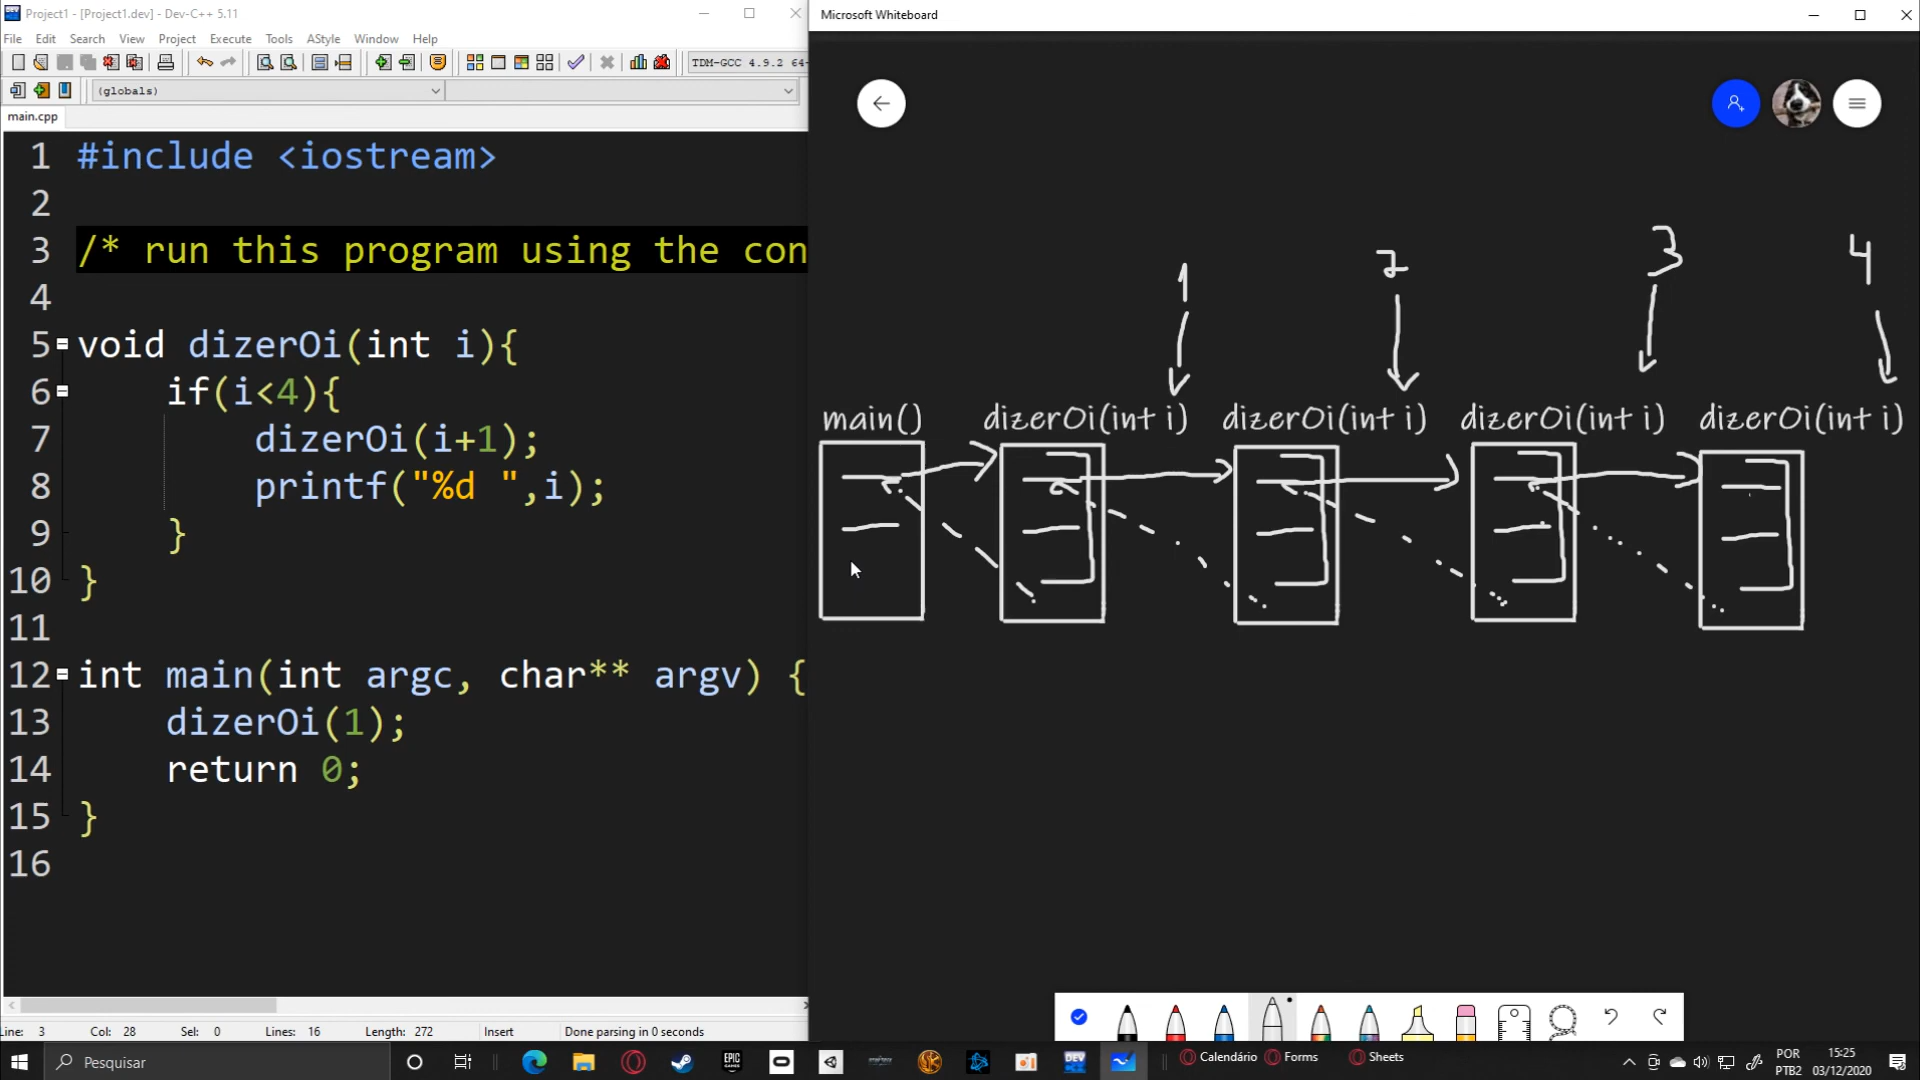 Project1 - [Project1.dev] - Dev-C++ 5.11
File Edit Search View Project Execute Tools AStyle Window Help
TDM-GCC 4.9.2 64-
(globals)
main.cpp
1 #include <iostream>
2
3 /* run this program using the con
4
5 void dizerOi(int i){
6 if(i<4){
7 dizerOi(i+1);
8 printf("%d ",i);
9 }
10 }
11
12 int main(int argc, char** argv) {
13 dizerOi(1);
14 return 0;
15 }
16
Line: 3 Col: 28 Sel: 0 Lines: 16 Length: 272 Insert Done parsing in 0 seconds
Microsoft Whiteboard
1 2 3 4
main() dizerOi(int i) dizerOi(int i) dizerOi(int i) dizerOi(int i)
Pesquisar
EPIC GAMES
DEV
Calendário Forms Sheets
POR
PTB2
15:25
03/12/2020